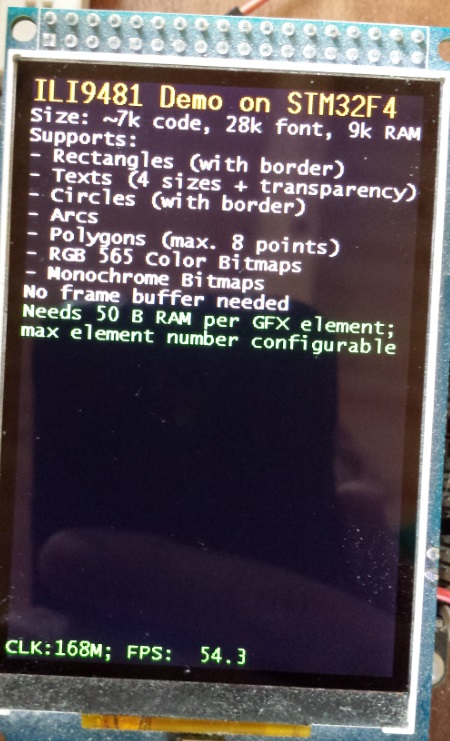 ILI9481 Demo on STM32F4
Size: ~7k code, 28k font, 9k RAM
Supports:
- Rectangles (with border)
- Texts (4 sizes + transparency)
- Circles (with border)
- Arcs
- Polygons (max. 8 points)
- RGB 565 Color Bitmaps
- Monochrome Bitmaps
No frame buffer needed
Needs 50 B RAM per GFX element;
max element number configurable
CLK:168M; FPS: 54.3